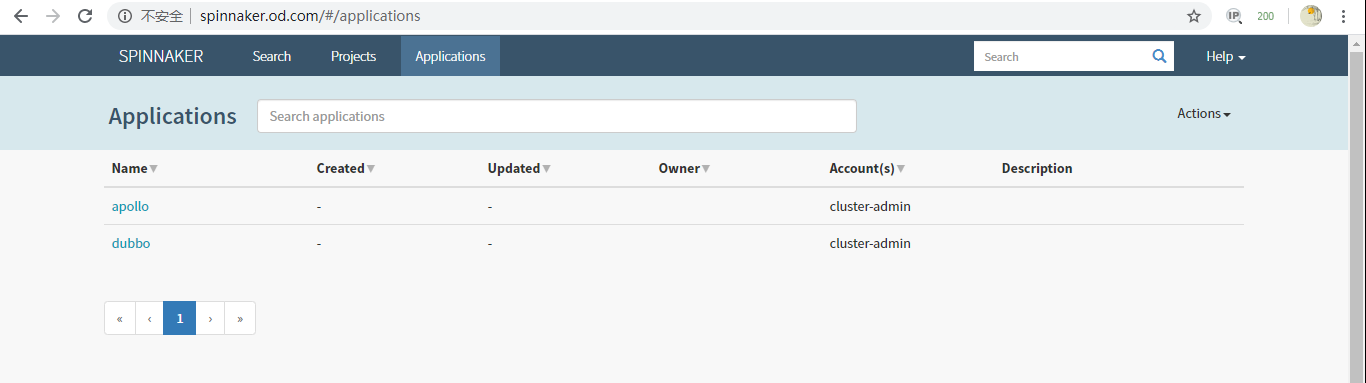 不安全 spinnaker.od.com/#/applications IP 200
SPINNAKER Search Projects Applications Search Help
Applications Search applications Actions
Name Created Updated Owner Account(s) Description
apollo - - cluster-admin
dubbo - - cluster-admin
« ‹ 1 › »